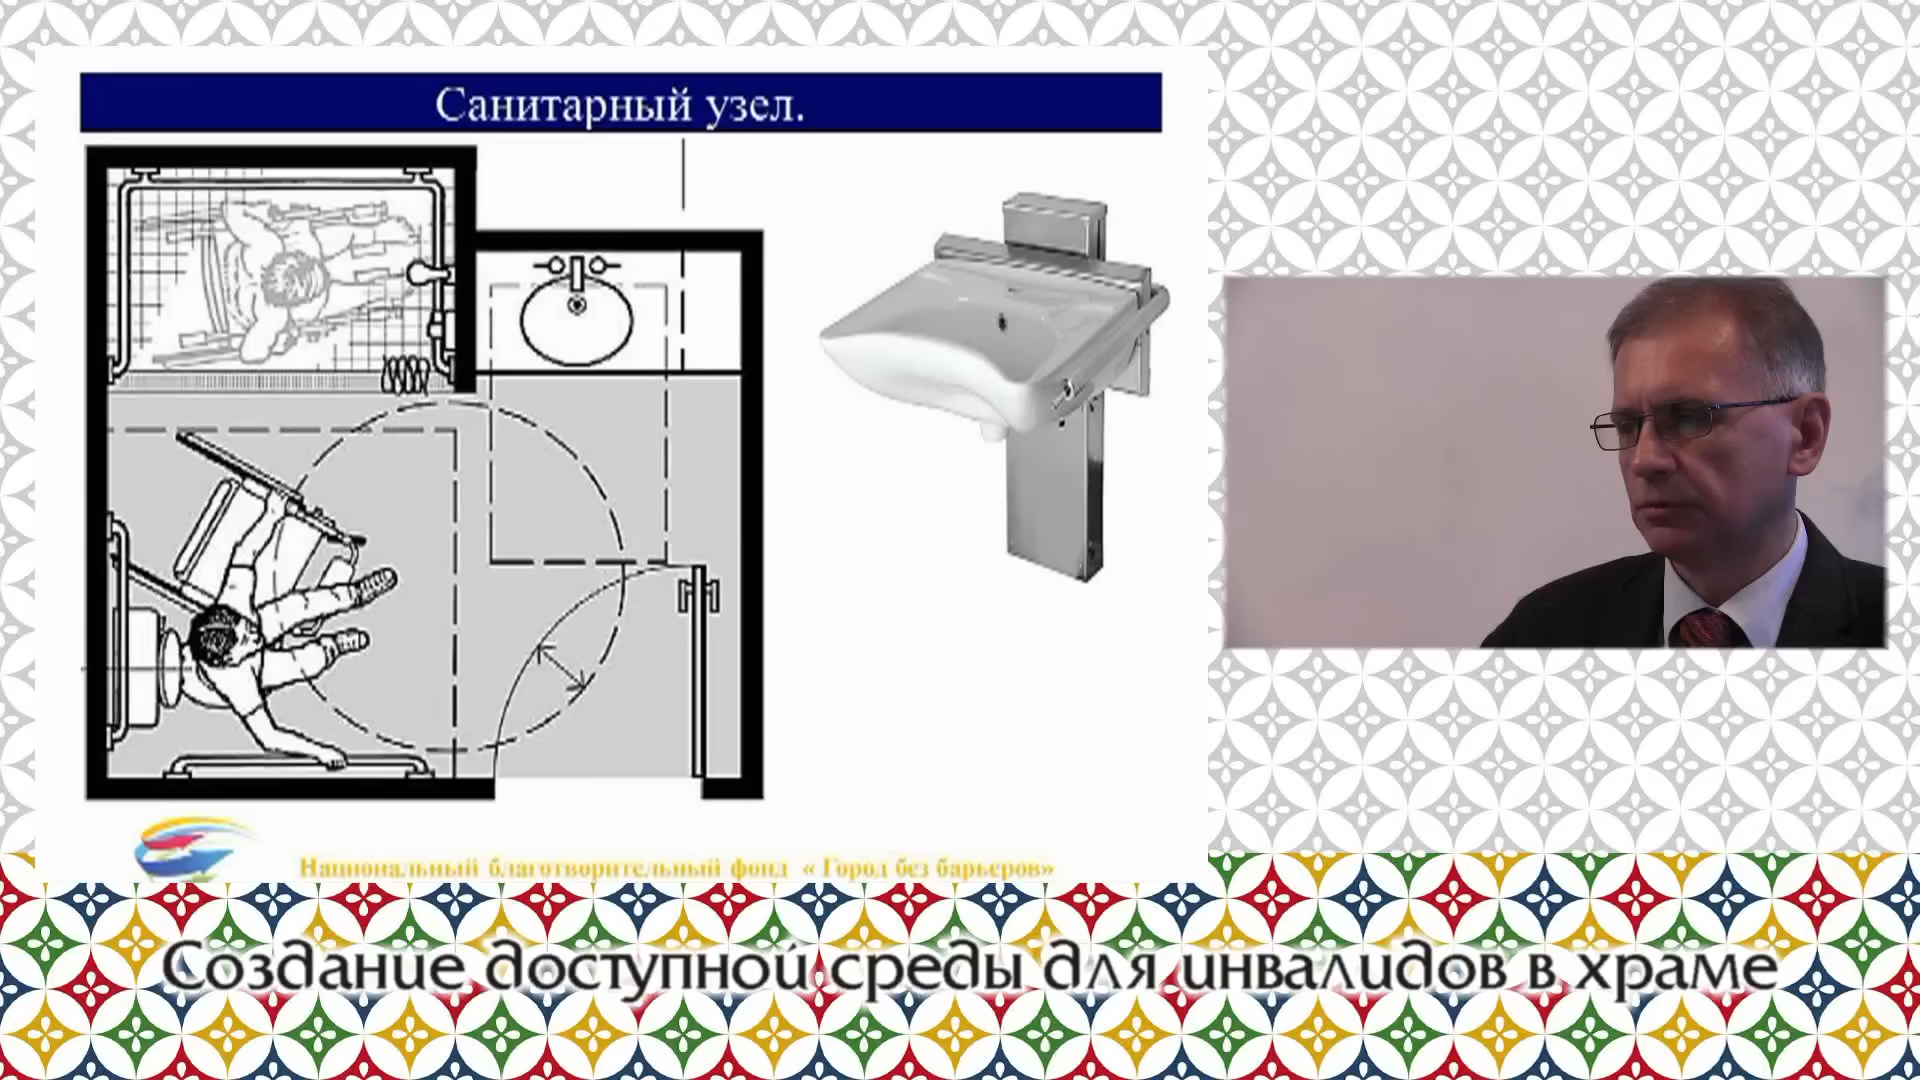 Санитарный узел.
Национальный благотворительный фонд « Город без барьеров»
Создание доступной среды для инвалидов в храме